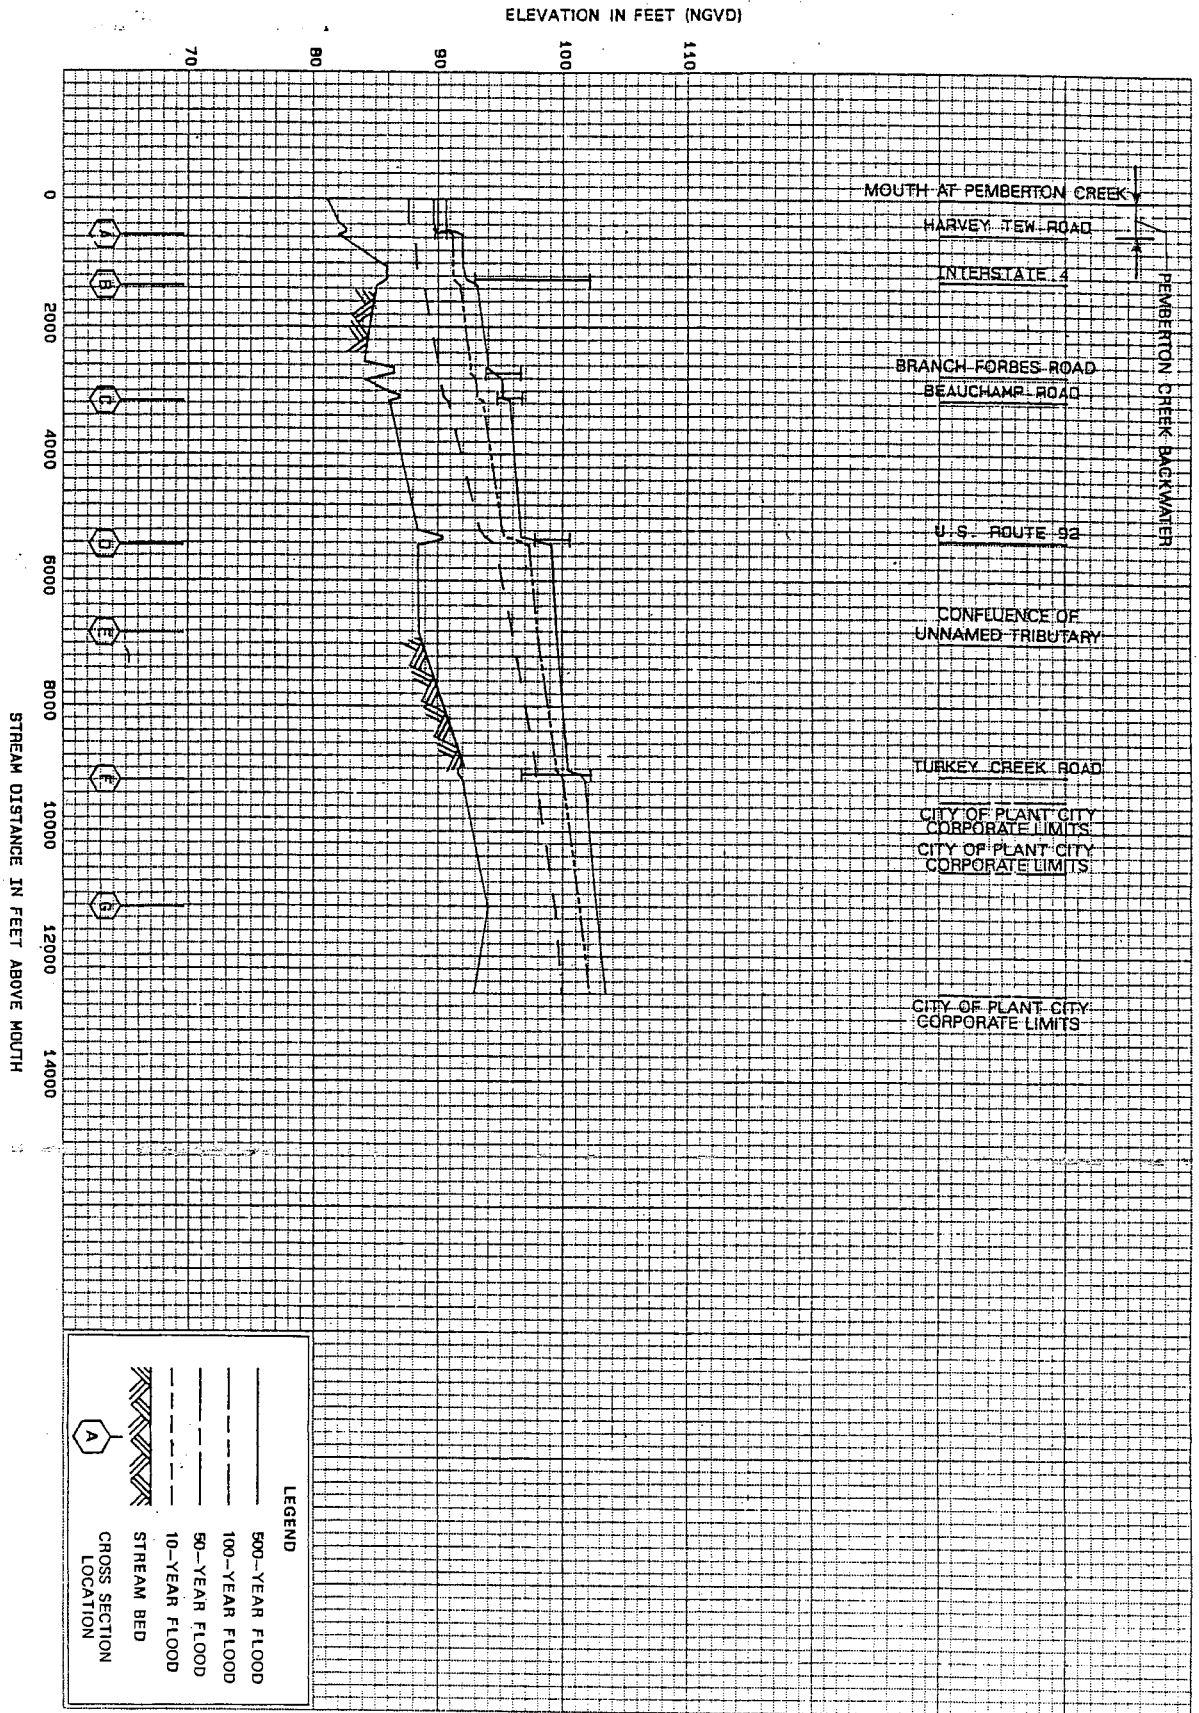 ELEVATION IN FEET (NGVD)
70
80
90
100
110
MOUTH AT PEMBERTON CREEK
HARVEY TEW ROAD
INTERSTATE 4
PEMBERTON CREEK BACKWATER
BRANCH FORBES ROAD
BEAUCHAMP ROAD
U.S. ROUTE 92
CONFLUENCE OF
UNNAMED TRIBUTARY
TURKEY CREEK ROAD
CITY OF PLANT CITY
CORPORATE LIMITS
CITY OF PLANT CITY
CORPORATE LIMITS
CITY OF PLANT CITY
CORPORATE LIMITS
0
2000
4000
6000
8000
10000
12000
14000
STREAM DISTANCE IN FEET ABOVE MOUTH
A
B
C
D
E
F
G
LEGEND
500-YEAR FLOOD
100-YEAR FLOOD
50-YEAR FLOOD
10-YEAR FLOOD
STREAM BED
CROSS SECTION
LOCATION
A